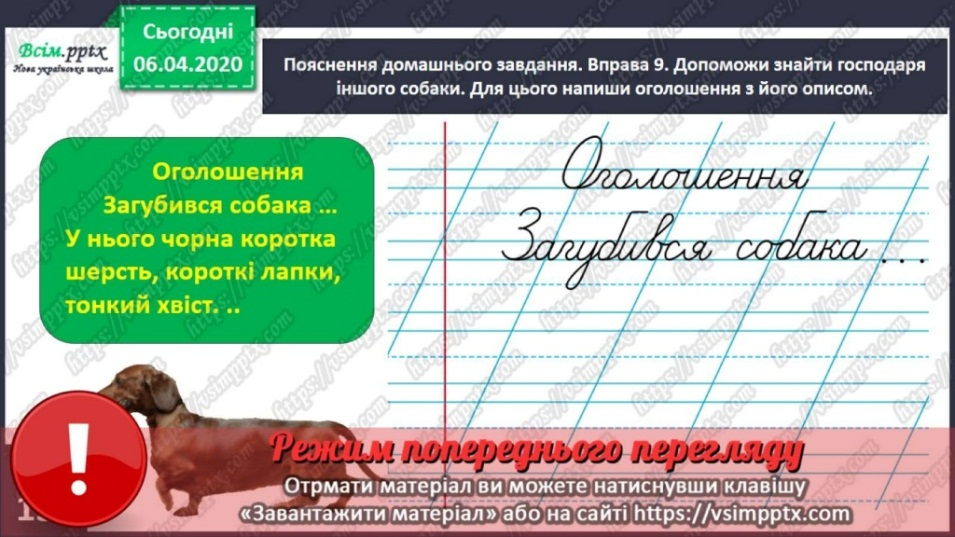 Всім.pptx
Нова українська школа
Сьогодні
06.04.2020
Пояснення домашнього завдання. Вправа 9. Допоможи знайти господаря
іншого собаки. Для цього напиши оголошення з його описом.
Оголошення
Загубився собака ...
У нього чорна коротка
шерсть, короткі лапки,
тонкий хвіст. ..
Оголошення
Загубився собака ...
!
Режим попереднього перегляду
Отрмати матеріал ви можете натиснувши клавішу
«Завантажити матеріал» або на сайті https://vsimpptx.com